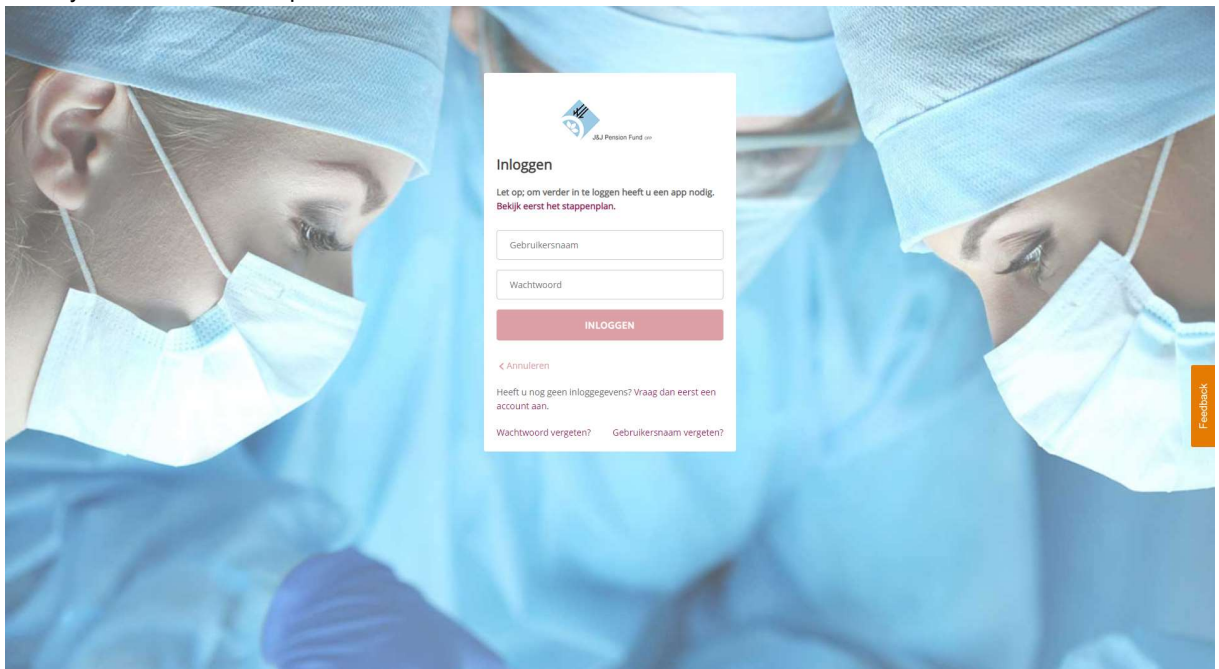 J&J Pension Fund OFP
Inloggen
Let op; om verder in te loggen heeft u een app nodig.
Bekijk eerst het stappenplan.
Gebruikersnaam
Wachtwoord
INLOGGEN
< Annuleren
Heeft u nog geen inloggegevens? Vraag dan eerst een
account aan.
Wachtwoord vergeten? Gebruikersnaam vergeten?
Feedback